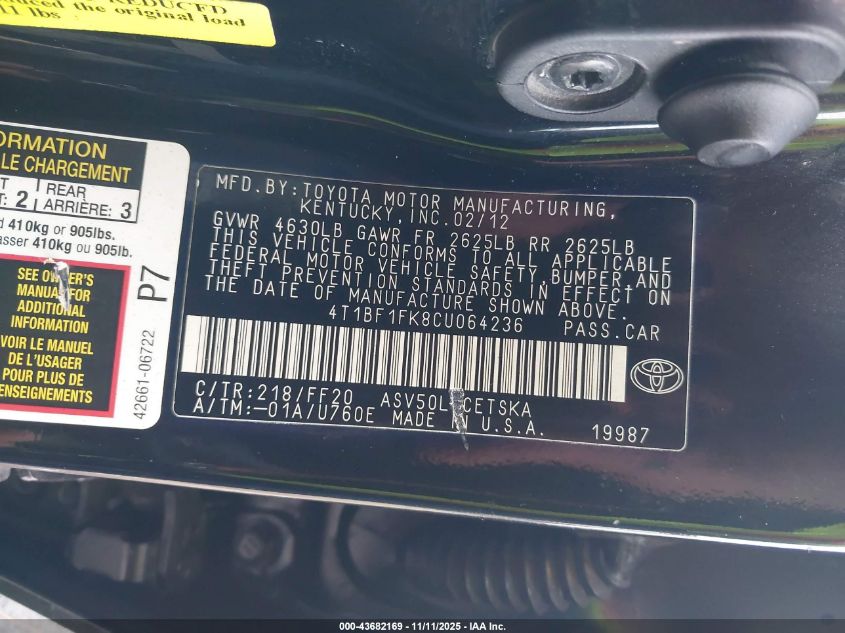 REDUCED
the original load
11 lbs
ORMATION
LE CHARGEMENT
2
REAR
ARRIÈRE: 3
410kg or 905lbs.
asser 410kg ou 905lb.
SEE OWNER'S
MANUAL FOR
ADDITIONAL
INFORMATION
VOIR LE MANUEL
DE L'USAGER
POUR PLUS DE
RENSEIGNEMENTS
P7
42661-06722
MFD.BY:TOYOTA MOTOR MANUFACTURING,
KENTUCKY,INC.02/12
GVWR 4630LB GAWR FR 2625LB RR 2625LB
THIS VEHICLE CONFORMS TO ALL APPLICABLE
FEDERAL MOTOR VEHICLE SAFETY,BUMPER,AND
THEFT PREVENTION STANDARDS IN EFFECT ON
THE DATE OF MANUFACTURE SHOWN ABOVE.
4T1BF1FK8CU064236 PASS.CAR
C/TR:218/FF20 ASV50L-CETSKA
A/TM:-01A/U760E MADE IN U.S.A. 19987
TOYOTA
000-43682169 - 11/11/2025 - IAA Inc.